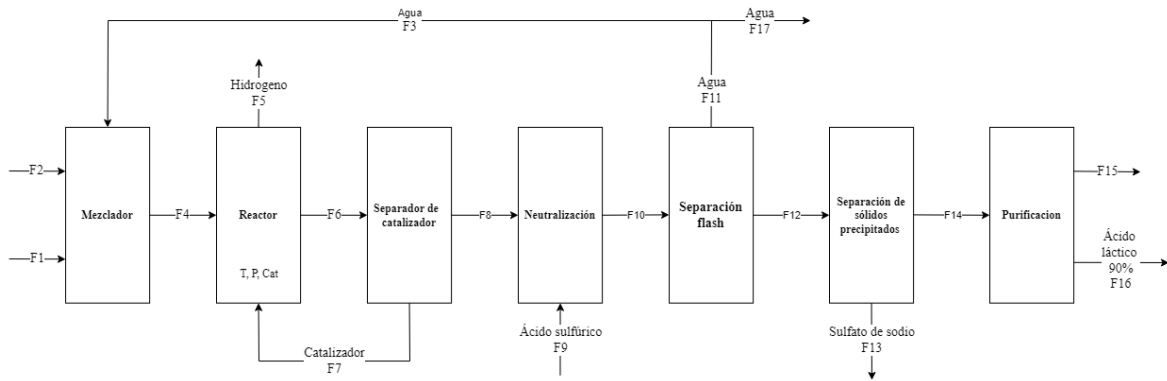 Agua
F3
Agua
F17
Hidrogeno
F5
Agua
F11
F2
F1
Mezclador
F4
Reactor
T, P, Cat
F6
Separador de
catalizador
F8
Neutralización
F10
Separación
flash
F12
Separación de
sólidos
precipitados
F14
Purificacion
F15
Ácido
láctico
90%
F16
Catalizador
F7
Ácido sulfúrico
F9
Sulfato de sodio
F13